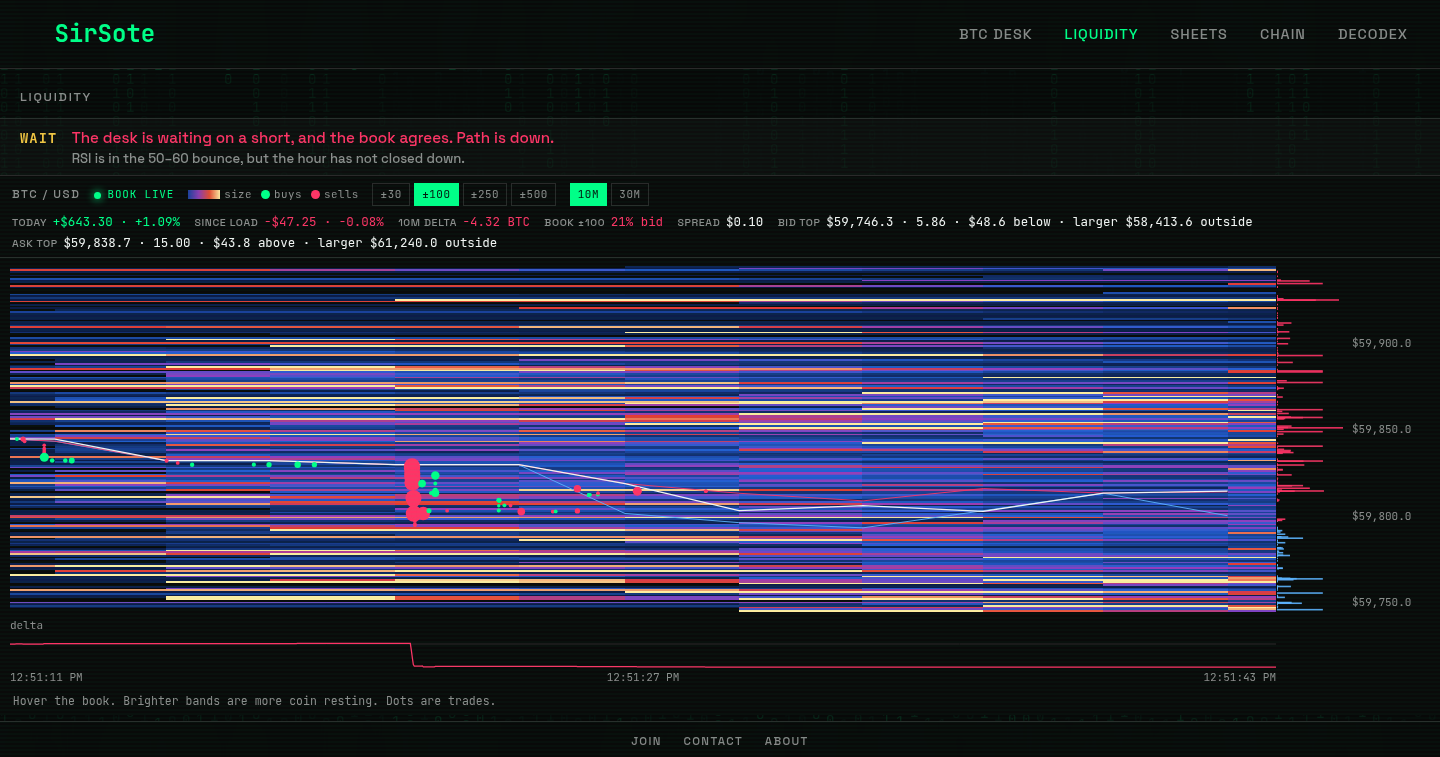 SirSote
BTC DESK LIQUIDITY SHEETS CHAIN DECODEX
LIQUIDITY
WAIT The desk is waiting on a short, and the book agrees. Path is down.
RSI is in the 50–60 bounce, but the hour has not closed down.
BTC / USD BOOK LIVE size buys sells ±30 ±100 ±250 ±500 10M 30M
TODAY +$643.30 · +1.09% SINCE LOAD -$47.25 · -0.08% 10M DELTA -4.32 BTC BOOK ±100 21% bid SPREAD $0.10 BID TOP $59,746.3 · 5.86 · $48.6 below · larger $58,413.6 outside
ASK TOP $59,838.7 · 15.00 · $43.8 above · larger $61,240.0 outside
$59,900.0
$59,850.0
$59,800.0
$59,750.0
delta
12:51:11 PM 12:51:27 PM 12:51:43 PM
Hover the book. Brighter bands are more coin resting. Dots are trades.
JOIN CONTACT ABOUT